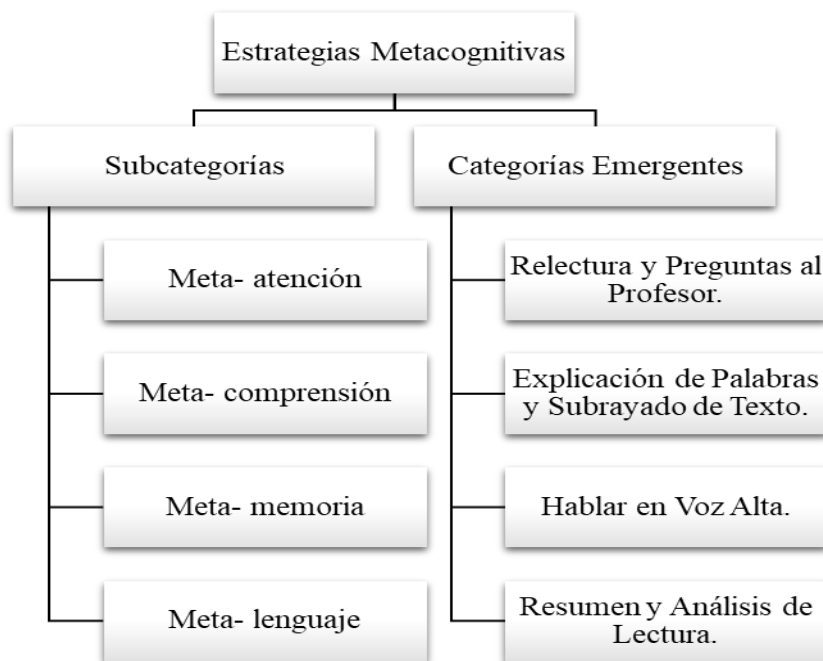 Estrategias Metacognitivas
Subcategorías
Categorías Emergentes
Meta- atención
Meta- comprensión
Meta- memoria
Meta- lenguaje
Relectura y Preguntas al
Profesor.
Explicación de Palabras
y Subrayado de Texto.
Hablar en Voz Alta.
Resumen y Análisis de
Lectura.